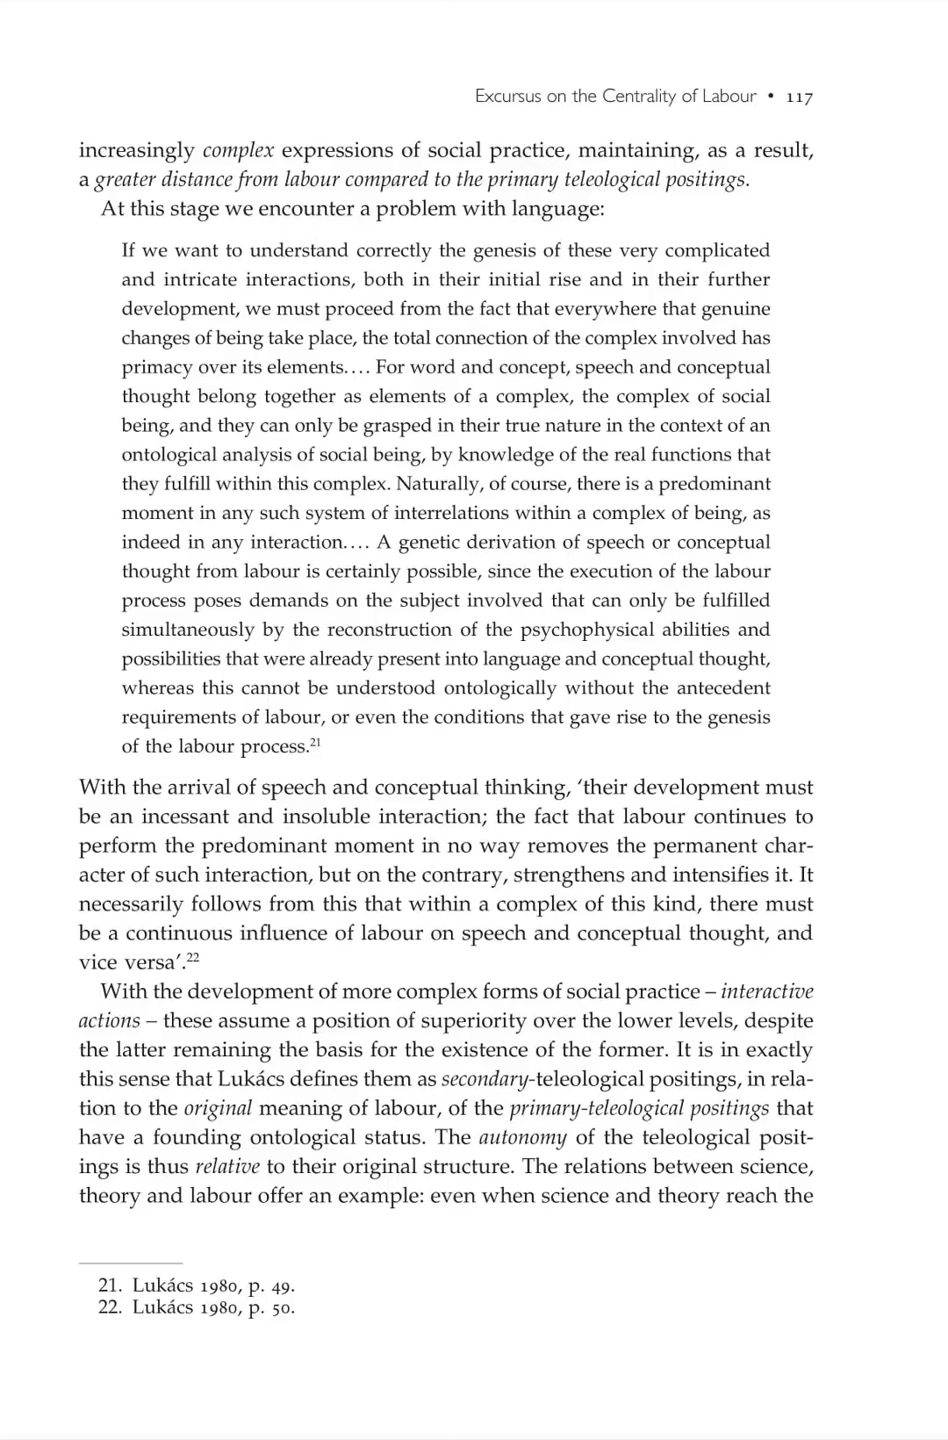 Excursus on the Centrality of Labour • 117
increasingly complex expressions of social practice, maintaining, as a result,
a greater distance from labour compared to the primary teleological positings.
At this stage we encounter a problem with language:
If we want to understand correctly the genesis of these very complicated
and intricate interactions, both in their initial rise and in their further
development, we must proceed from the fact that everywhere that genuine
changes of being take place, the total connection of the complex involved has
primacy over its elements.... For word and concept, speech and conceptual
thought belong together as elements of a complex, the complex of social
being, and they can only be grasped in their true nature in the context of an
ontological analysis of social being, by knowledge of the real functions that
they fulfill within this complex. Naturally, of course, there is a predominant
moment in any such system of interrelations within a complex of being, as
indeed in any interaction.... A genetic derivation of speech or conceptual
thought from labour is certainly possible, since the execution of the labour
process poses demands on the subject involved that can only be fulfilled
simultaneously by the reconstruction of the psychophysical abilities and
possibilities that were already present into language and conceptual thought,
whereas this cannot be understood ontologically without the antecedent
requirements of labour, or even the conditions that gave rise to the genesis
of the labour process.21
With the arrival of speech and conceptual thinking, ‘their development must
be an incessant and insoluble interaction; the fact that labour continues to
perform the predominant moment in no way removes the permanent char-
acter of such interaction, but on the contrary, strengthens and intensifies it. It
necessarily follows from this that within a complex of this kind, there must
be a continuous influence of labour on speech and conceptual thought, and
vice versa’.22
With the development of more complex forms of social practice – interactive
actions – these assume a position of superiority over the lower levels, despite
the latter remaining the basis for the existence of the former. It is in exactly
this sense that Lukács defines them as secondary-teleological positings, in rela-
tion to the original meaning of labour, of the primary-teleological positings that
have a founding ontological status. The autonomy of the teleological posit-
ings is thus relative to their original structure. The relations between science,
theory and labour offer an example: even when science and theory reach the
21. Lukács 1980, p. 49.
22. Lukács 1980, p. 50.